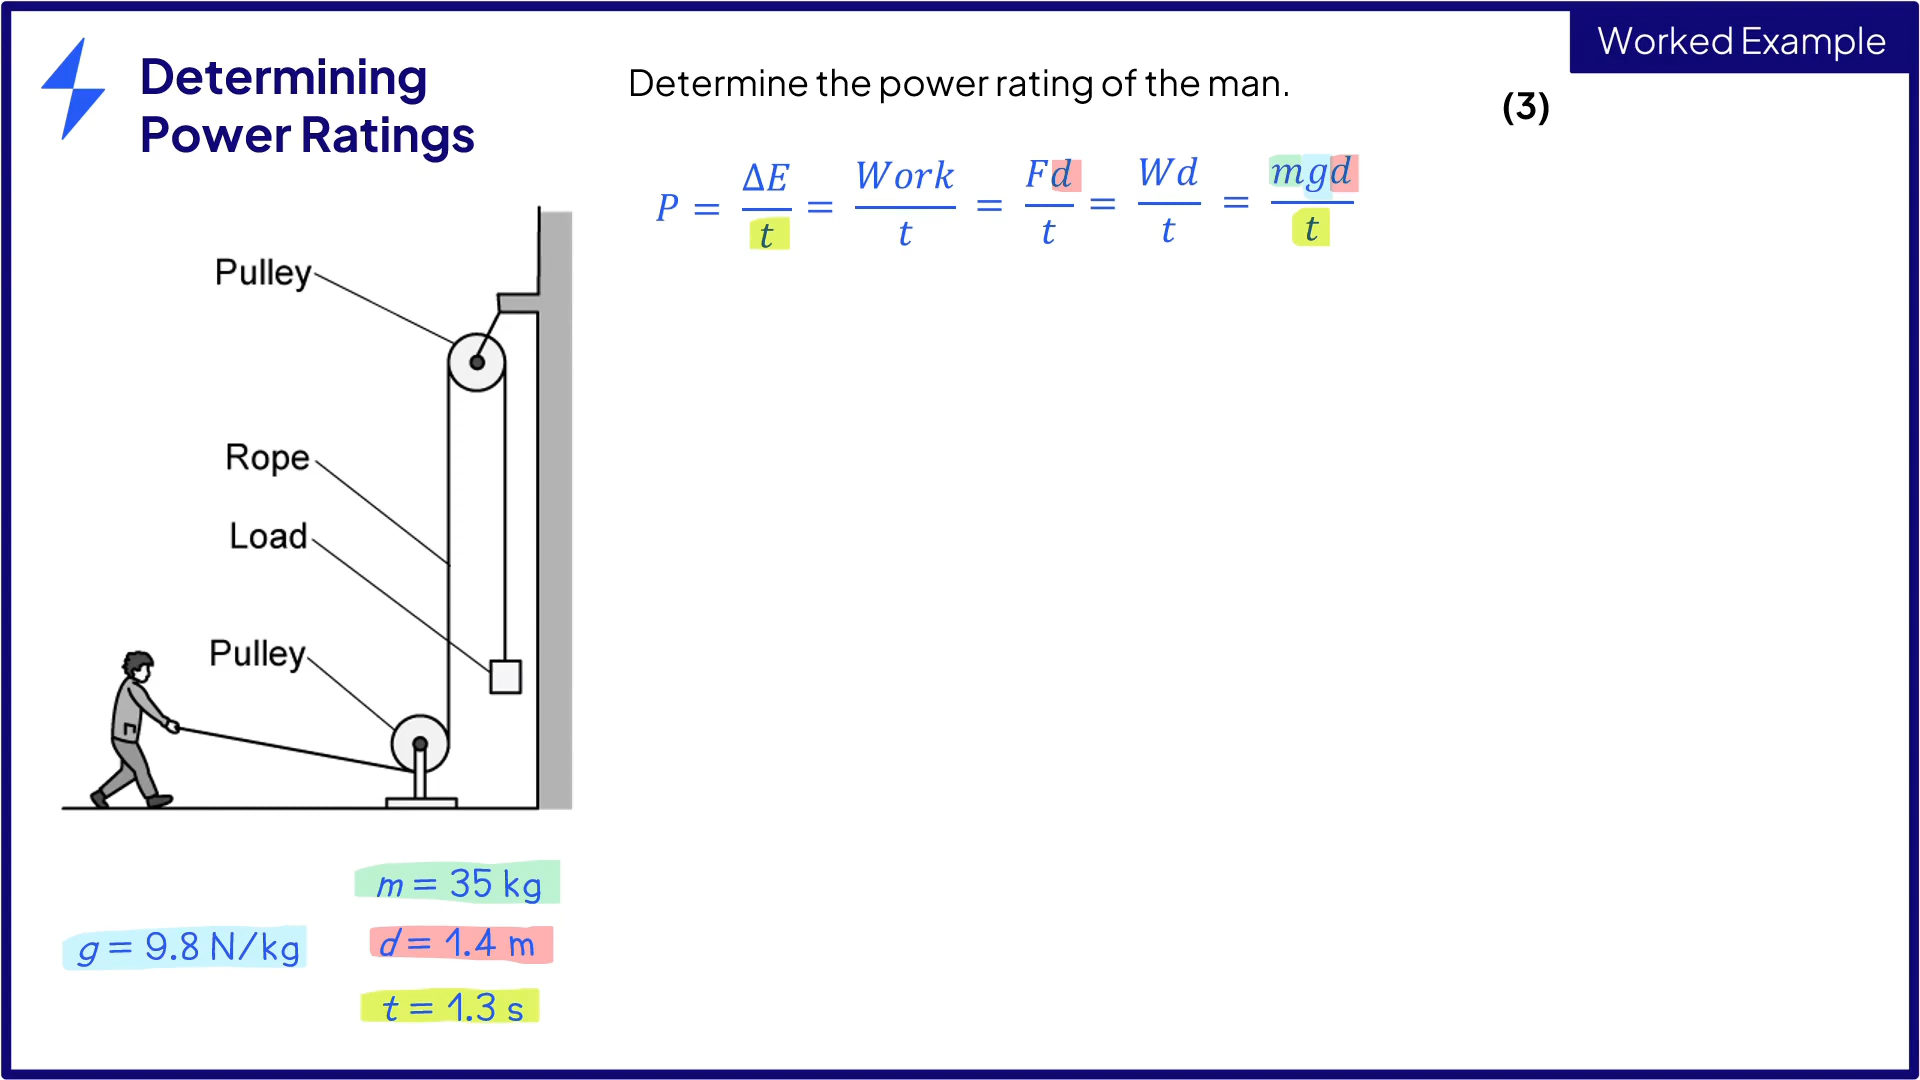 Worked Example
Determining
Power Ratings
Determine the power rating of the man.
(3)
P = ΔE/t = Work/t = Fd/t = Wd/t = mgd/t
Pulley
Rope
Load
Pulley
m = 35 kg
g = 9.8 N/kg
d = 1.4 m
t = 1.3 s